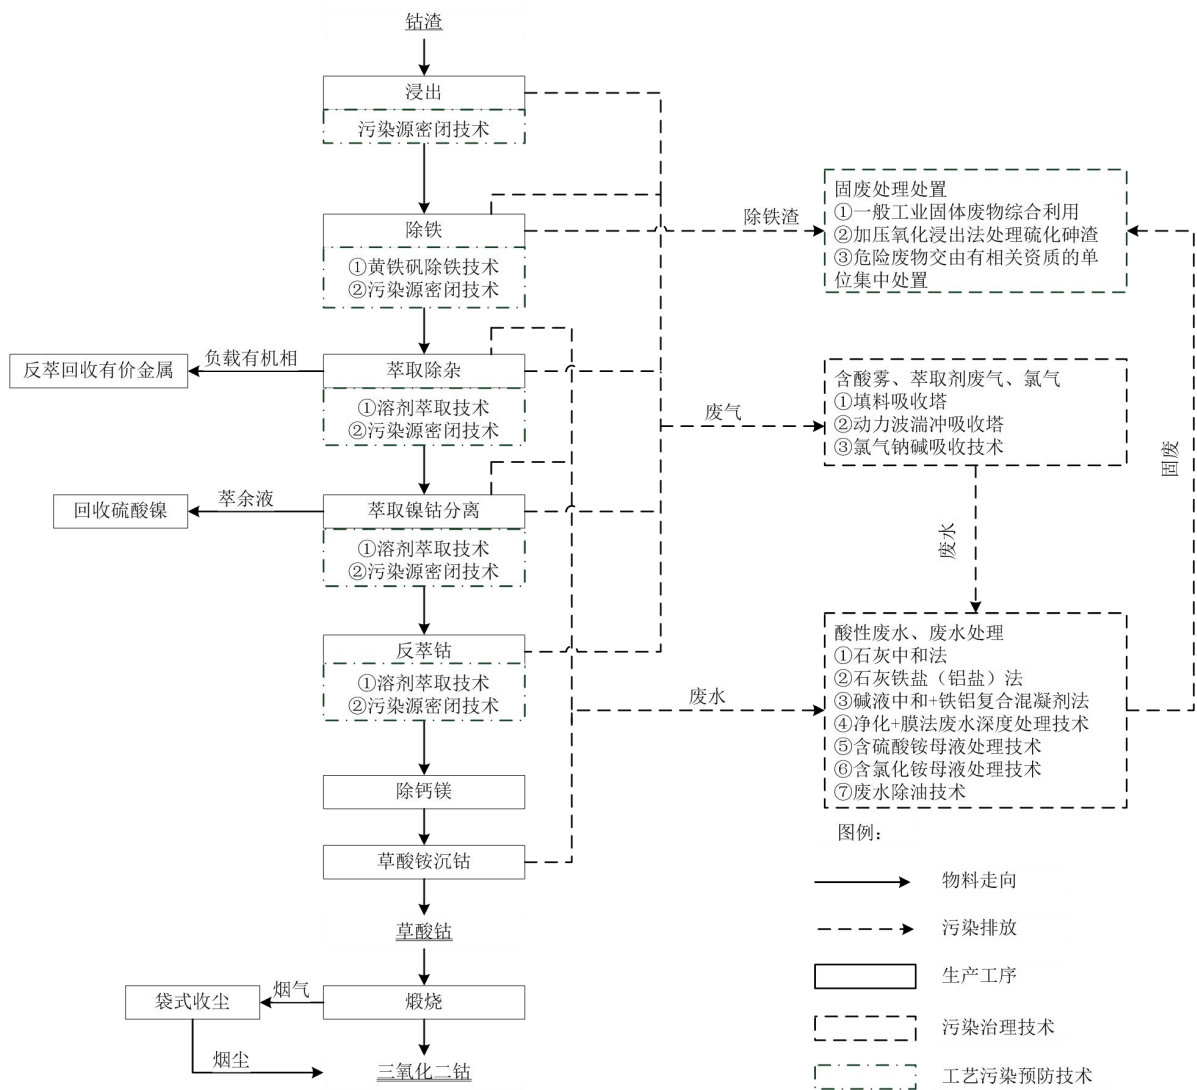 钴渣
浸出
污染源密闭技术
除铁
①黄铁矾除铁技术
②污染源密闭技术
除铁渣
固废处理处置
①一般工业固体废物综合利用
②加压氧化浸出法处理硫化砷渣
③危险废物交由有相关资质的单
位集中处置
反萃回收有价金属
负载有机相
萃取除杂
①溶剂萃取技术
②污染源密闭技术
废气
含酸雾、萃取剂废气、氯气
①填料吸收塔
②动力波湍冲吸收塔
③氯气钠碱吸收技术
固废
回收硫酸镍
萃余液
萃取镍钴分离
①溶剂萃取技术
②污染源密闭技术
废水
反萃钴
①溶剂萃取技术
②污染源密闭技术
废水
酸性废水、废水处理
①石灰中和法
②石灰铁盐（铝盐）法
③碱液中和+铁铝复合混凝剂法
④净化+膜法废水深度处理技术
⑤含硫酸铵母液处理技术
⑥含氯化铵母液处理技术
⑦废水除油技术
除钙镁
草酸铵沉钴
草酸钴
袋式收尘
烟气
煅烧
烟尘
三氧化二钴
图例：
物料走向
污染排放
生产工序
污染治理技术
工艺污染预防技术